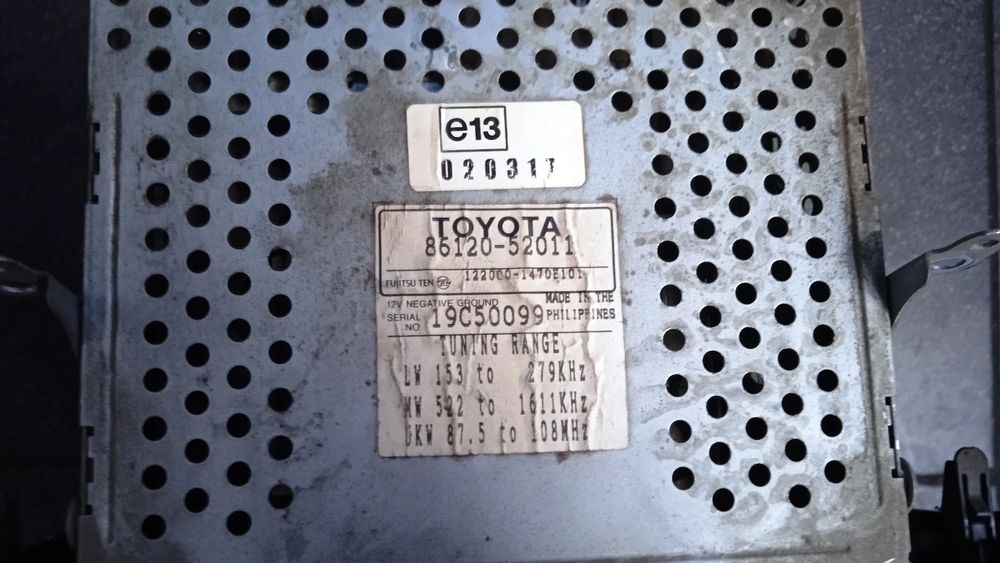 e13
020317
TOYOTA
86120-52011
122000-1470E101
FUJITSU TEN
12V NEGATIVE GROUND
MADE IN THE PHILIPPINES
SERIAL NO 19C50099
TUNING RANGE
LW 153 to 279KHz
MW 522 to 1611KHz
UKW 87.5 to 108MHz